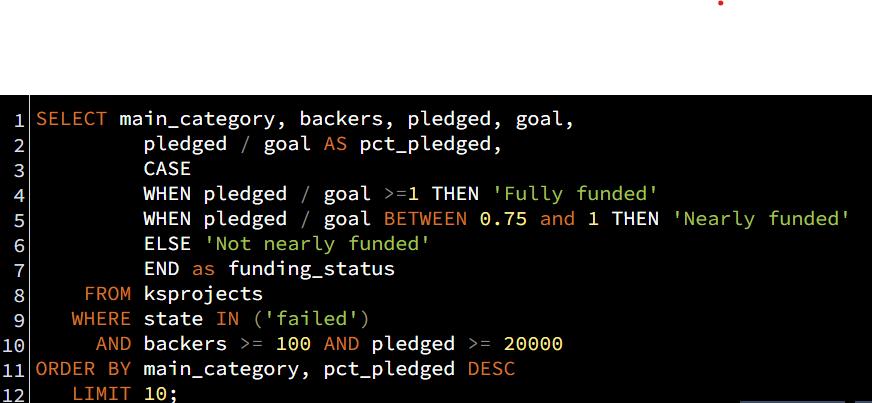 1 SELECT main_category, backers, pledged, goal,
2 pledged / goal AS pct_pledged,
3 CASE
4 WHEN pledged / goal >=1 THEN 'Fully funded'
5 WHEN pledged / goal BETWEEN 0.75 and 1 THEN 'Nearly funded'
6 ELSE 'Not nearly funded'
7 END as funding_status
8 FROM ksprojects
9 WHERE state IN ('failed')
10 AND backers >= 100 AND pledged >= 20000
11 ORDER BY main_category, pct_pledged DESC
12 LIMIT 10;